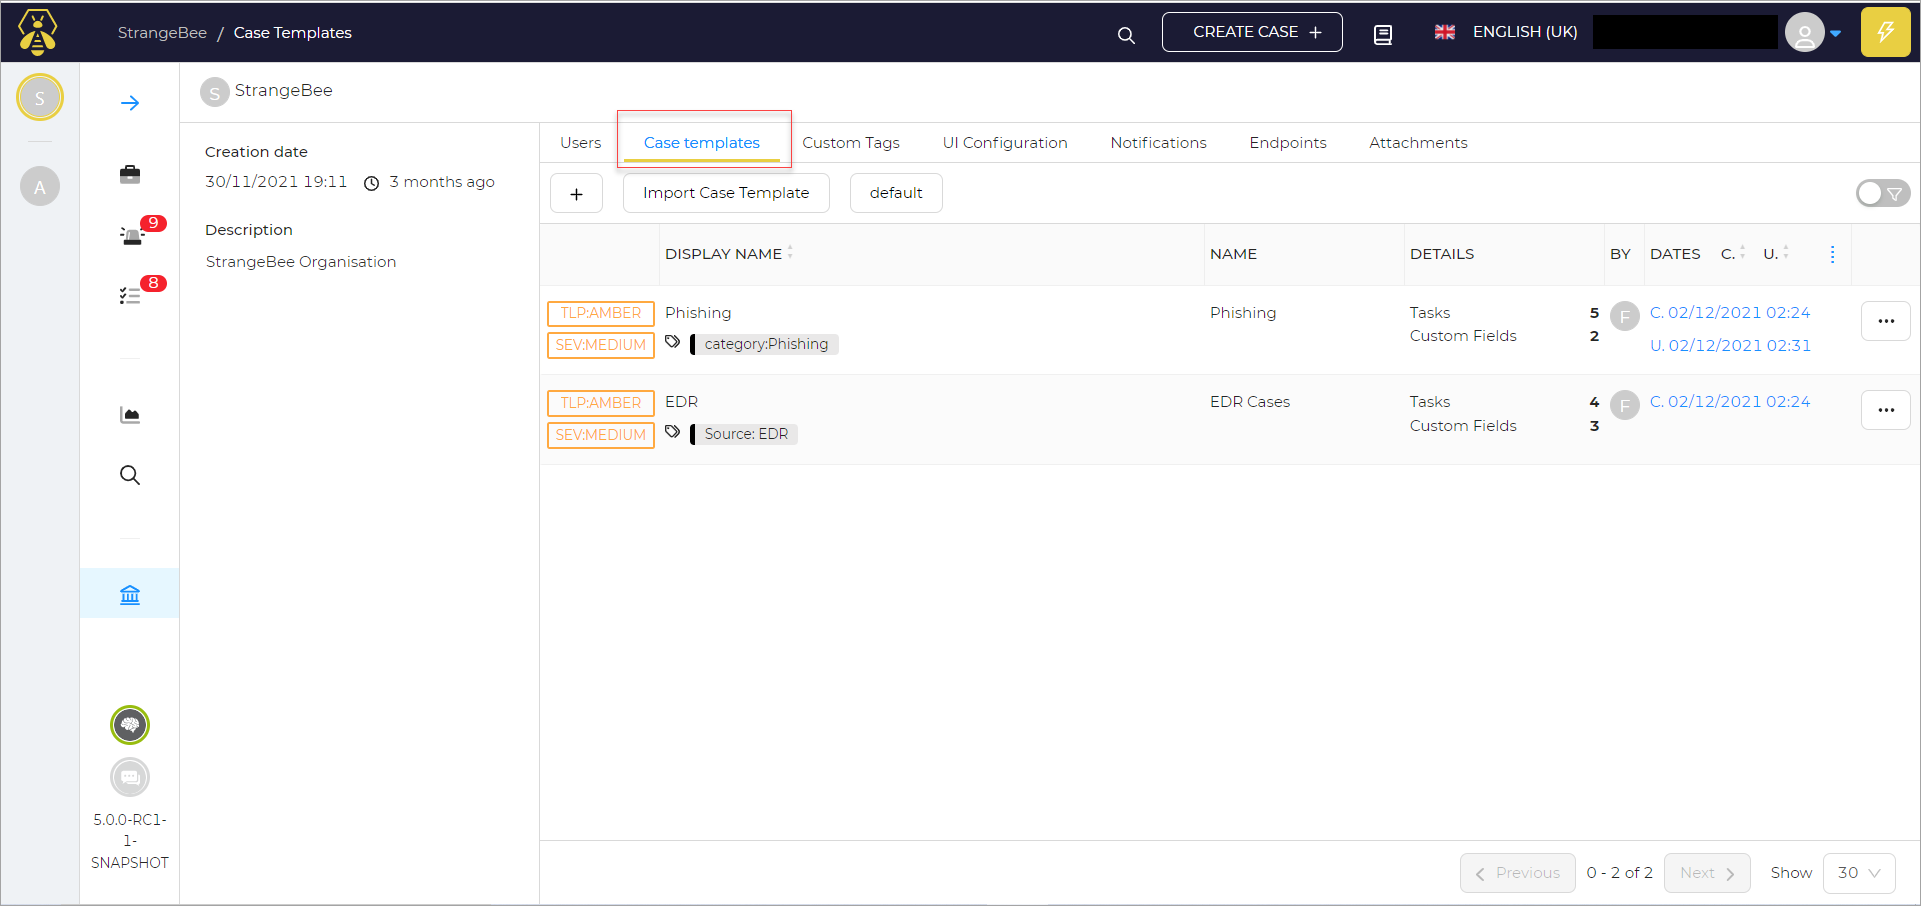 StrangeBee / Case Templates
CREATE CASE +
ENGLISH (UK)
S
A
9
8
5.0.0-RC1-
1-
SNAPSHOT
S StrangeBee
Creation date
30/11/2021 19:11 3 months ago
Description
StrangeBee Organisation
Users Case templates Custom Tags UI Configuration Notifications Endpoints Attachments
+ Import Case Template default
DISPLAY NAME NAME DETAILS BY DATES C. U.
TLP:AMBER Phishing Phishing Tasks 5 F C. 02/12/2021 02:24
Custom Fields 2
SEV:MEDIUM category:Phishing U. 02/12/2021 02:31
TLP:AMBER EDR EDR Cases Tasks 4 F C. 02/12/2021 02:24
Custom Fields 3
SEV:MEDIUM Source: EDR
Previous 0 - 2 of 2 Next Show 30